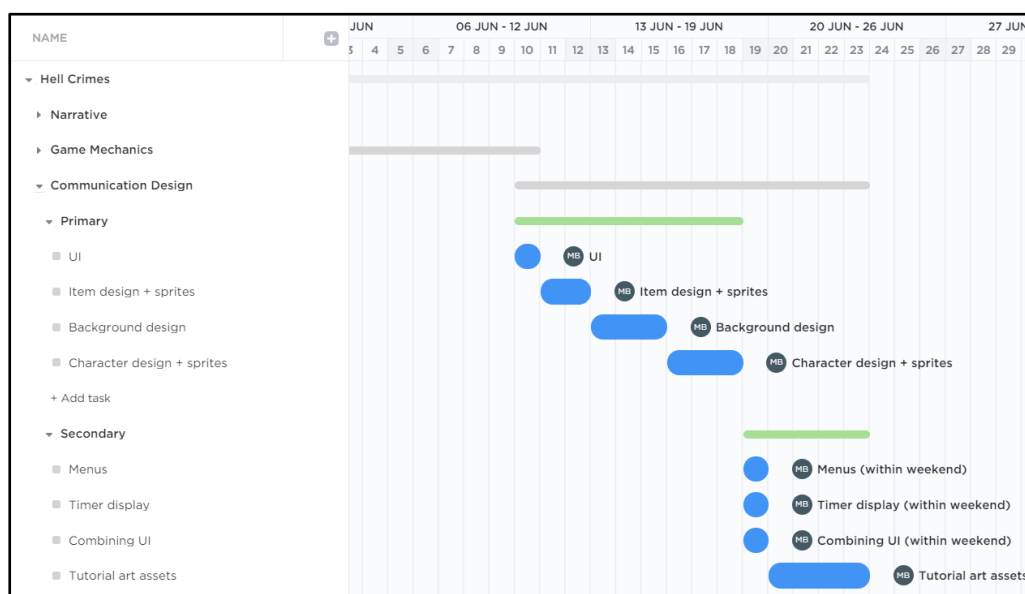 NAME
JUN 06 JUN - 12 JUN 13 JUN - 19 JUN 20 JUN - 26 JUN 27 JUN
3 4 5 6 7 8 9 10 11 12 13 14 15 16 17 18 19 20 21 22 23 24 25 26 27 28 29
Hell Crimes
Narrative
Game Mechanics
Communication Design
Primary
UI MB UI
Item design + sprites MB Item design + sprites
Background design MB Background design
Character design + sprites MB Character design + sprites
+ Add task
Secondary
Menus MB Menus (within weekend)
Timer display MB Timer display (within weekend)
Combining UI MB Combining UI (within weekend)
Tutorial art assets MB Tutorial art assets